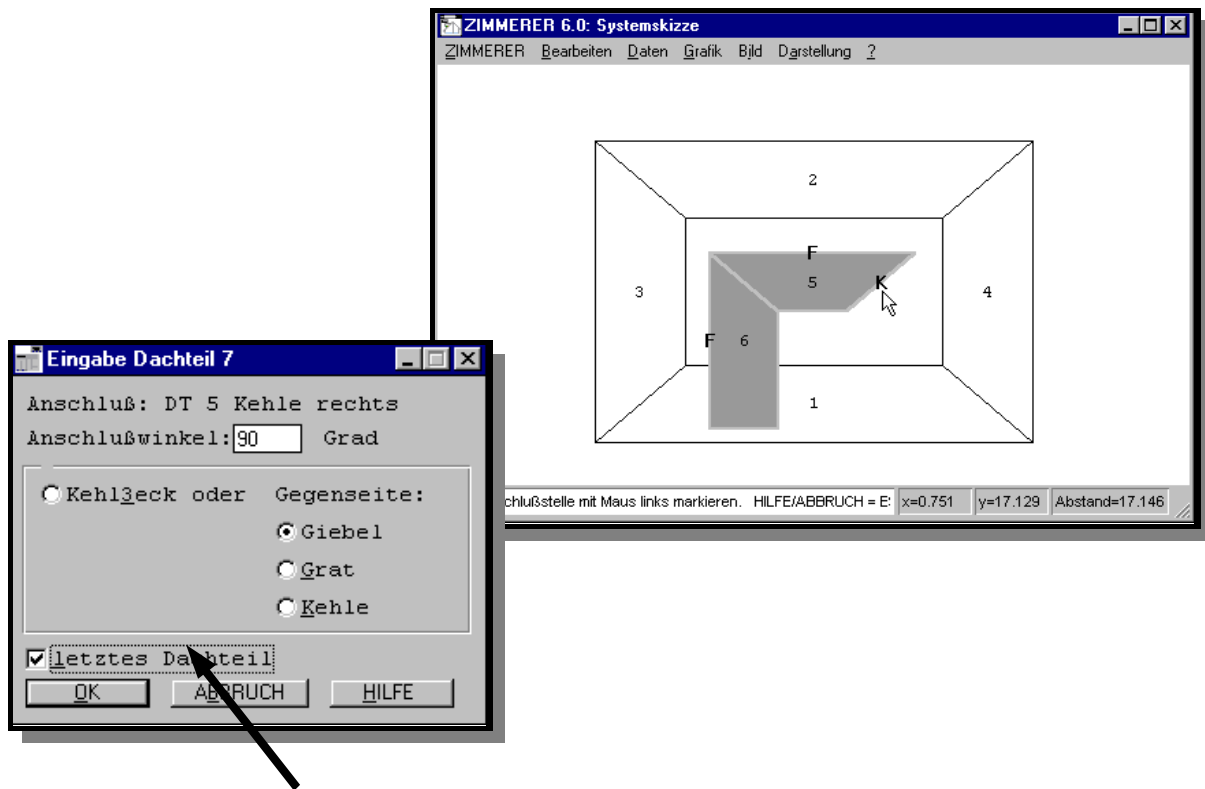 ZIMMERER 6.0: Systemskizze
ZIMMERER Bearbeiten Daten Grafik Bild Darstellung ?
2
F
5
K
3
4
F
6
1
mit Maus links markieren. HILFE/ABBRUCH = E
x=0.751
y=17.129
Abstand=17.146
Eingabe Dachteil 7
Anschluß: DT 5 Kehle rechts
Anschlußwinkel: 90 Grad
Kehl3eck oder Gegenseite:
Giebel
Grat
Kehle
letztes Dachteil
OK ABBRUCH HILFE